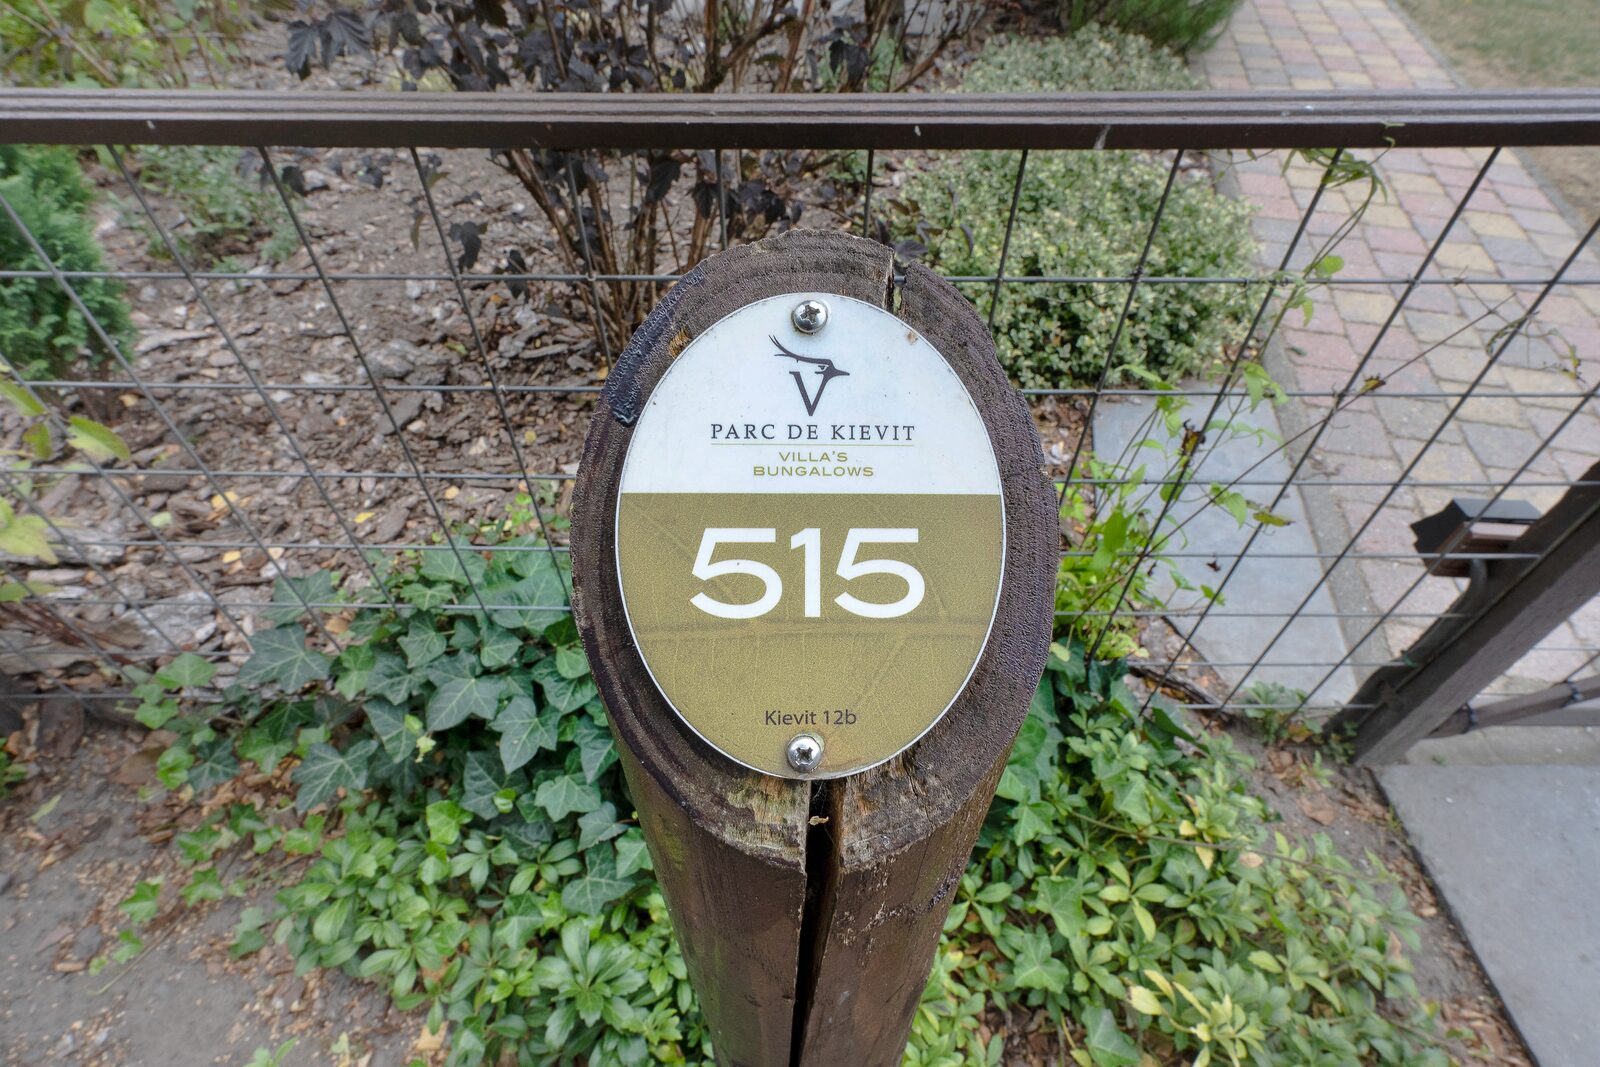 PARC DE KIEVIT
VILLA'S
BUNGALOWS
515
Kievit 12b